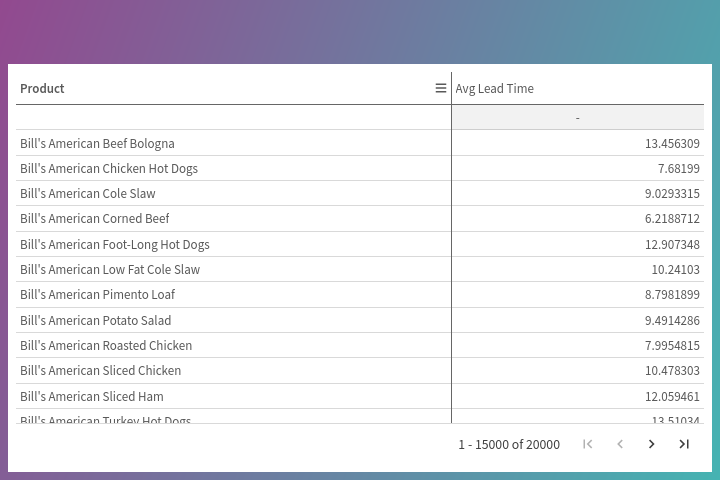 Product Avg Lead Time
-
Bill's American Beef Bologna 13.456309
Bill's American Chicken Hot Dogs 7.68199
Bill's American Cole Slaw 9.0293315
Bill's American Corned Beef 6.2188712
Bill's American Foot-Long Hot Dogs 12.907348
Bill's American Low Fat Cole Slaw 10.24103
Bill's American Pimento Loaf 8.7981899
Bill's American Potato Salad 9.4914286
Bill's American Roasted Chicken 7.9954815
Bill's American Sliced Chicken 10.478303
Bill's American Sliced Ham 12.059461
Bill's American Turkey Hot Dogs 13.51034
1 - 15000 of 20000